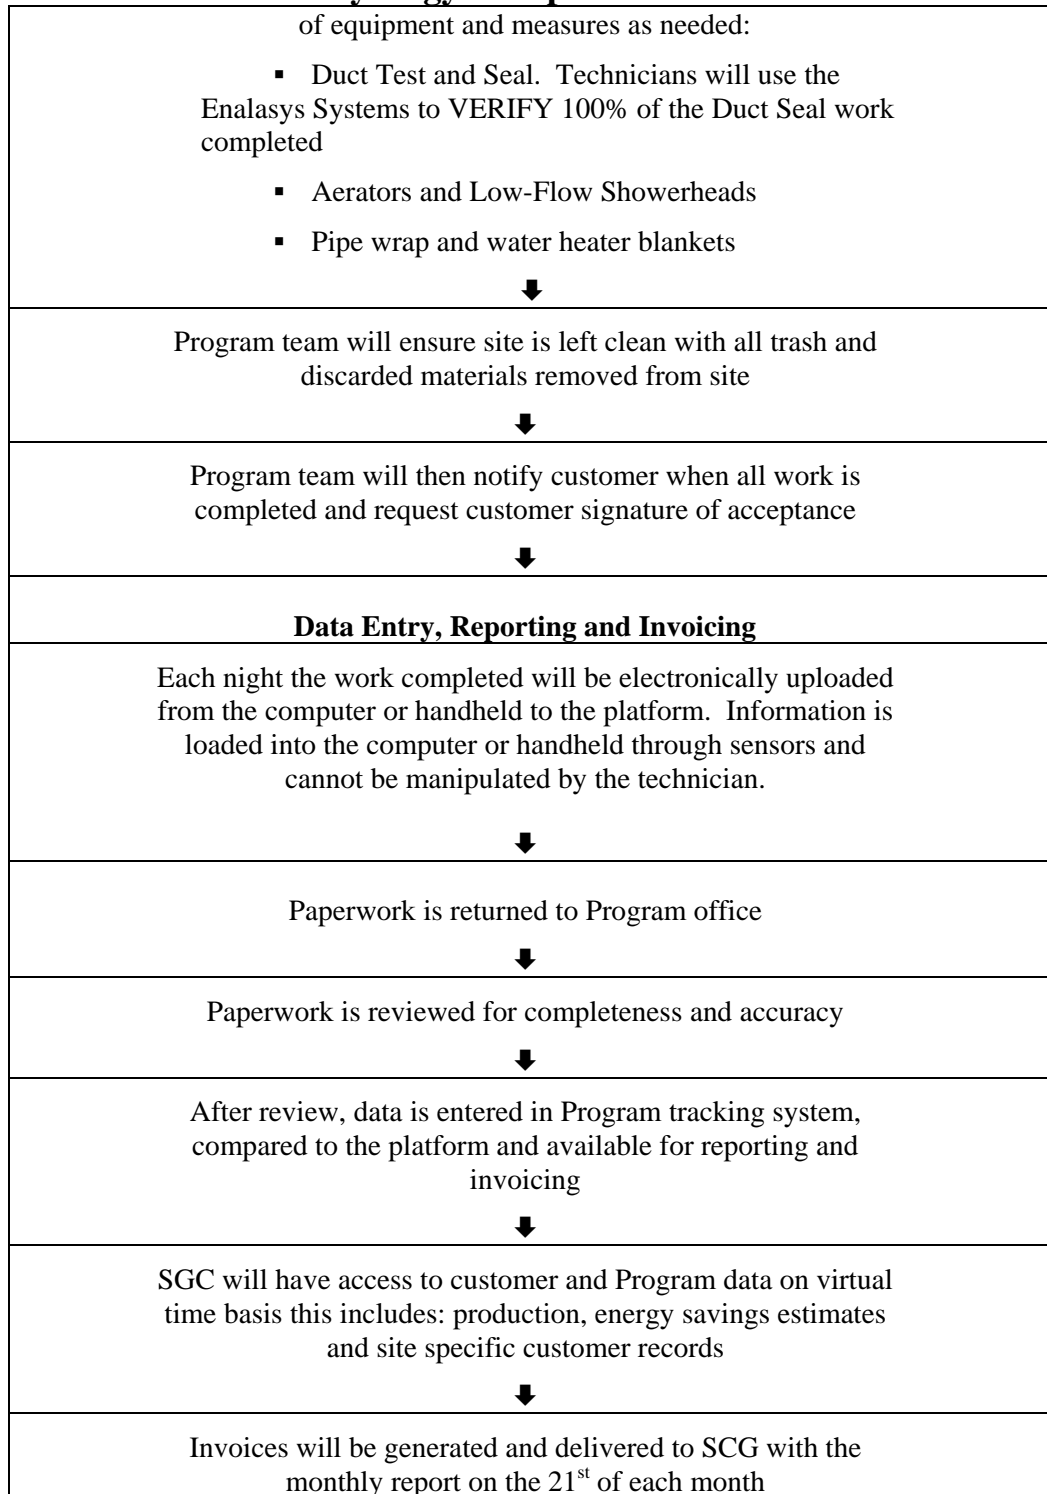 of equipment and measures as needed:
▪ Duct Test and Seal. Technicians will use the
Enalasys Systems to VERIFY 100% of the Duct Seal work
completed
▪ Aerators and Low-Flow Showerheads
▪ Pipe wrap and water heater blankets
🡇
Program team will ensure site is left clean with all trash and
discarded materials removed from site
🡇
Program team will then notify customer when all work is
completed and request customer signature of acceptance
🡇
Data Entry, Reporting and Invoicing
Each night the work completed will be electronically uploaded
from the computer or handheld to the platform. Information is
loaded into the computer or handheld through sensors and
cannot be manipulated by the technician.
🡇
Paperwork is returned to Program office
🡇
Paperwork is reviewed for completeness and accuracy
🡇
After review, data is entered in Program tracking system,
compared to the platform and available for reporting and
invoicing
🡇
SGC will have access to customer and Program data on virtual
time basis this includes: production, energy savings estimates
and site specific customer records
🡇
Invoices will be generated and delivered to SCG with the
monthly report on the 21st of each month